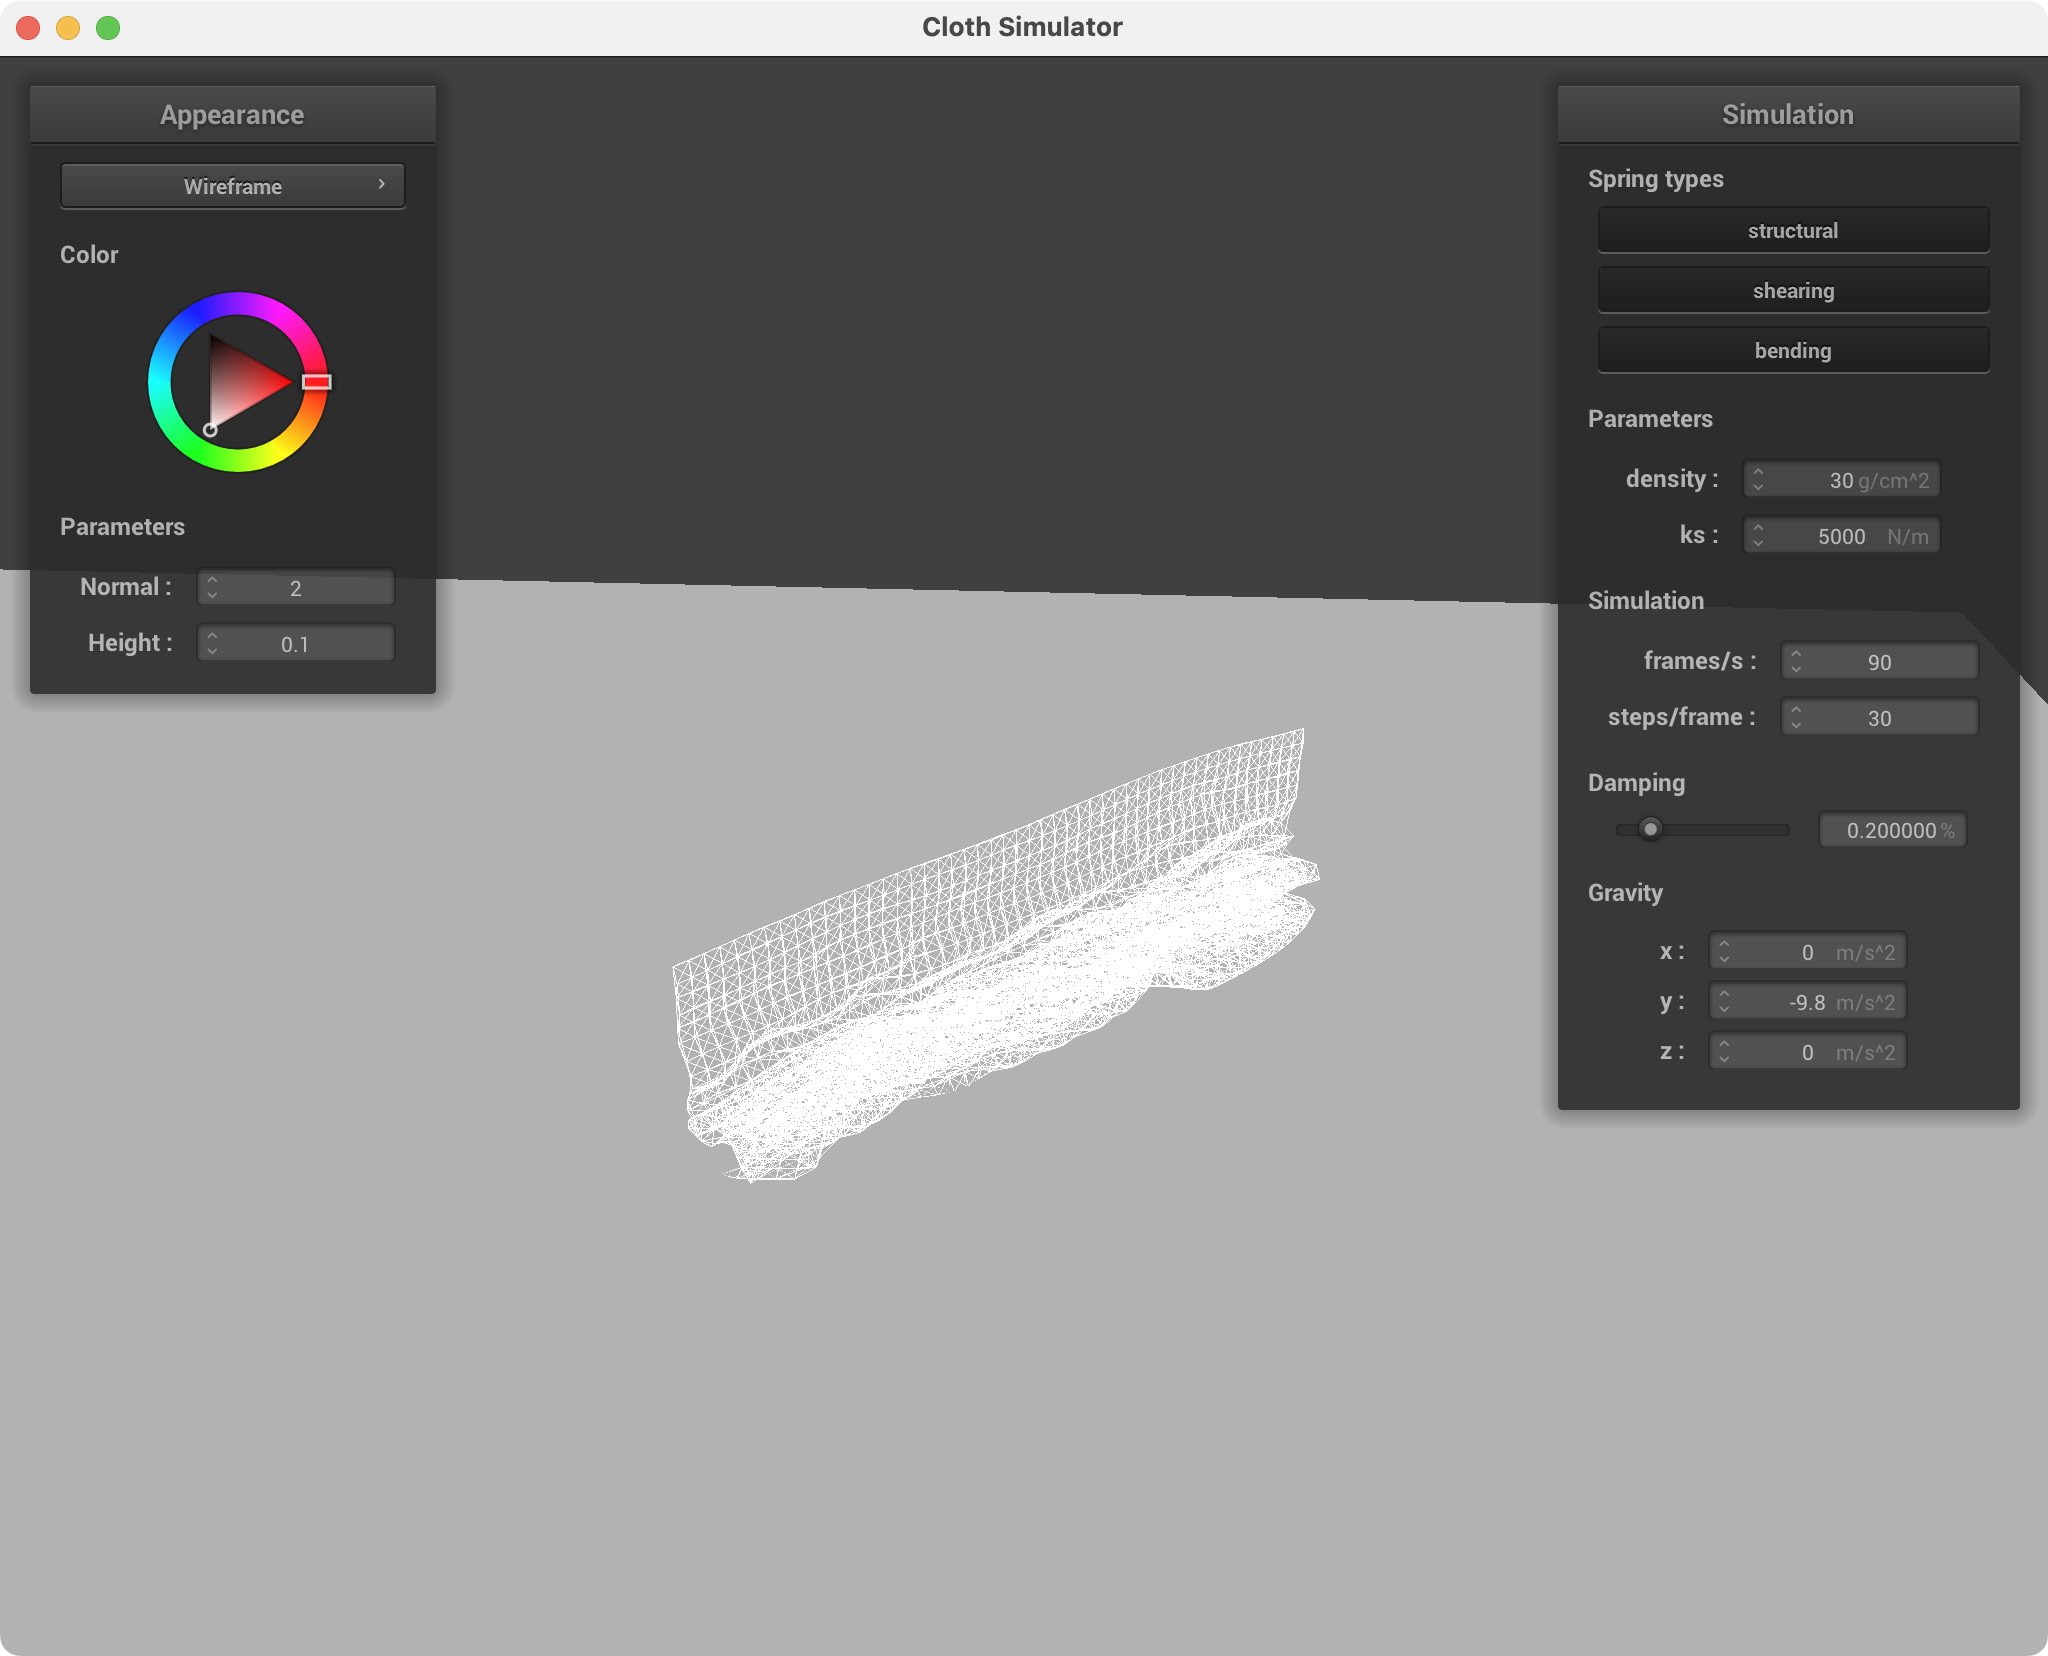 Cloth Simulator
Appearance
Wireframe
Color
Parameters
Normal : 2
Height : 0.1
Simulation
Spring types
structural
shearing
bending
Parameters
density : 30 g/cm^2
ks : 5000 N/m
Simulation
frames/s : 90
steps/frame : 30
Damping
0.200000 %
Gravity
x : 0 m/s^2
y : -9.8 m/s^2
z : 0 m/s^2